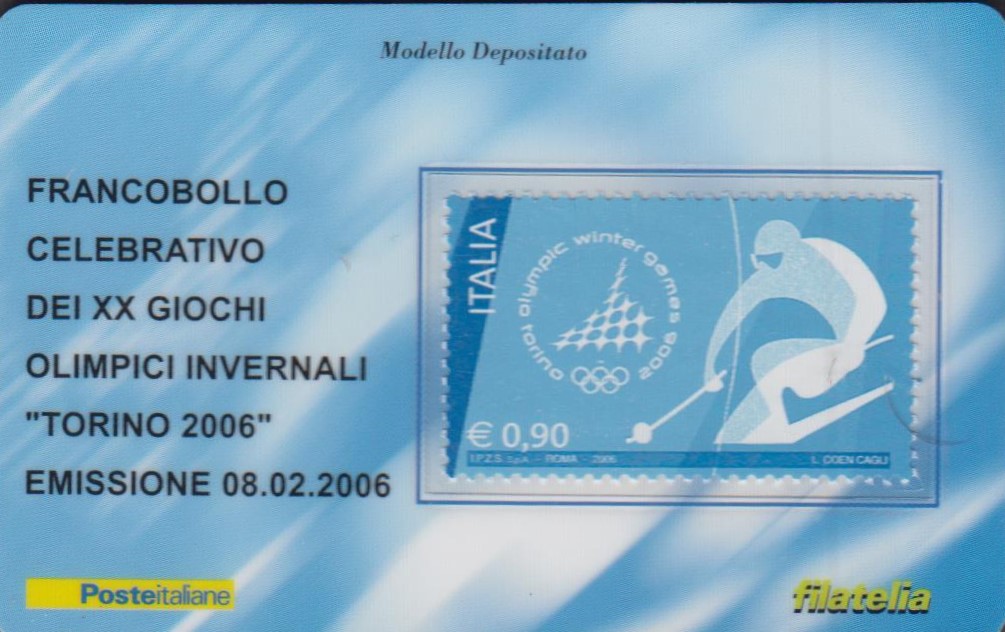 Modello Depositato
FRANCOBOLLO
CELEBRATIVO
DEI XX GIOCHI
OLIMPICI INVERNALI
"TORINO 2006"
EMISSIONE 08.02.2006
ITALIA
torino olympic winter games 2006
€ 0,90
I.P.Z.S. S.p.A. - ROMA - 2006
L. COEN CAGLI
Posteitaliane
filatelia